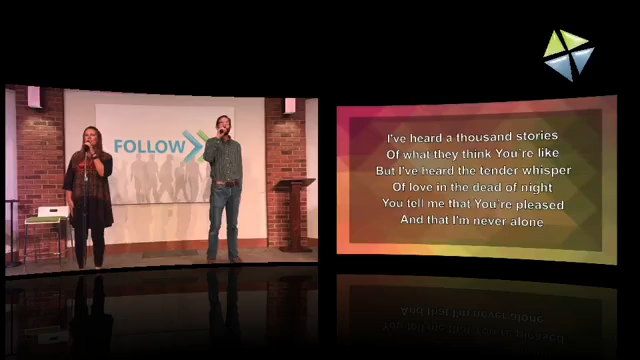 FOLLOW
I've heard a thousand stories
Of what they think You're like
But I've heard the tender whisper
Of love in the dead of night
You tell me that You're pleased
And that I'm never alone